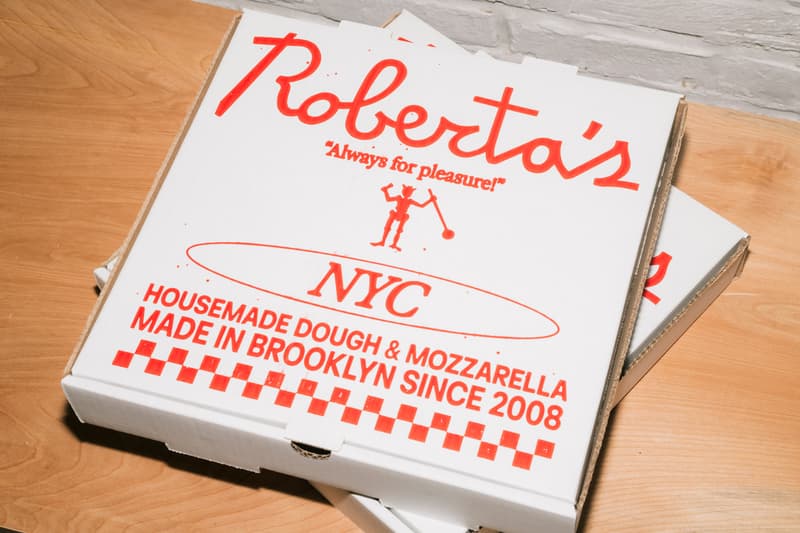 Roberta's
"Always for pleasure!"
NYC
HOUSEMADE DOUGH & MOZZARELLA
MADE IN BROOKLYN SINCE 2008